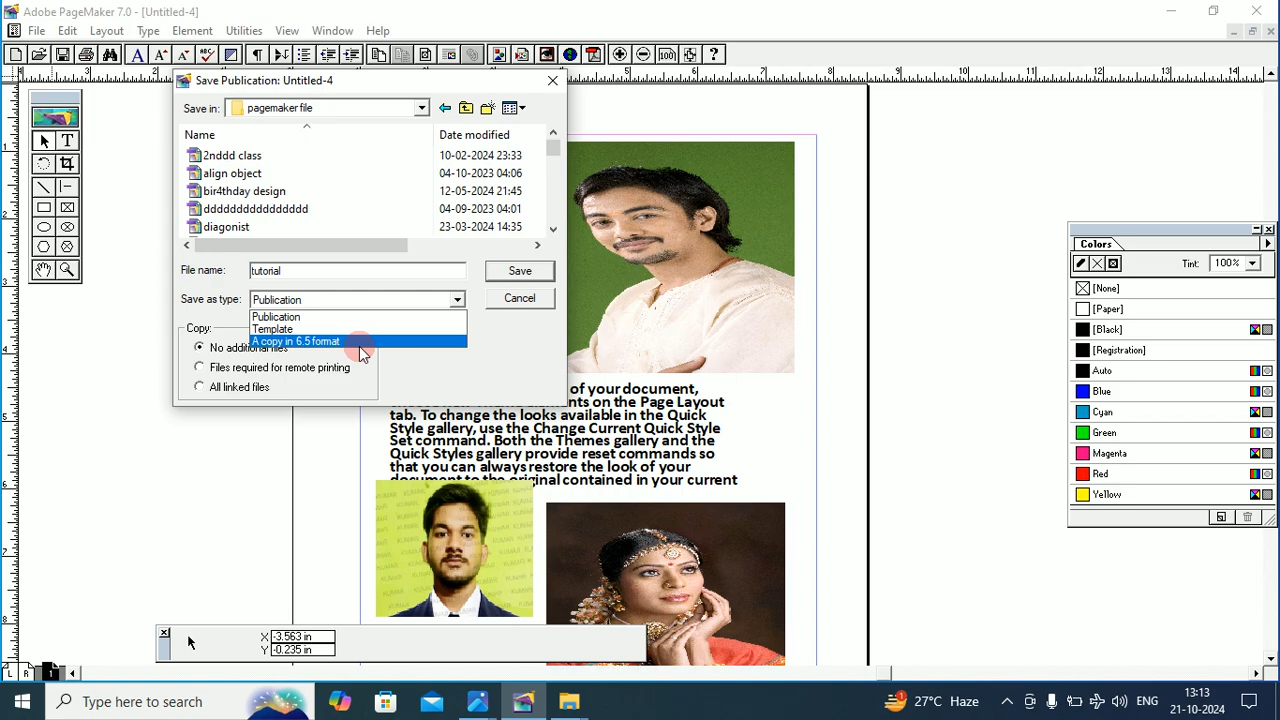 Adobe PageMaker 7.0 - [Untitled-4]
File Edit Layout Type Element Utilities View Window Help
Save Publication: Untitled-4
Save in: pagemaker file
Name Date modified
2nddd class 10-02-2024 23:33
align object 04-10-2023 04:06
bir4thday design 12-05-2024 21:45
dddddddddddddddd 04-09-2023 04:01
diagonist 23-03-2024 14:35
File name: tutorial Save
Save as type: Publication Cancel
Publication
Template
A copy in 6.5 format
Copy:
No additional files
Files required for remote printing
All linked files
of your document,
on the Page Layout
tab. To change the looks available in the Quick
Style gallery, use the Change Current Quick Style
Set command. Both the Themes gallery and the
Quick Styles gallery provide reset commands so
that you can always restore the look of your
document to the original contained in your current
Colors
Tint: 100%
[None]
[Paper]
[Black]
[Registration]
Auto
Blue
Cyan
Green
Magenta
Red
Yellow
X -3.563 in
Y -0.235 in
L R 1
Type here to search
27°C Haze
ENG
13:13
21-10-2024